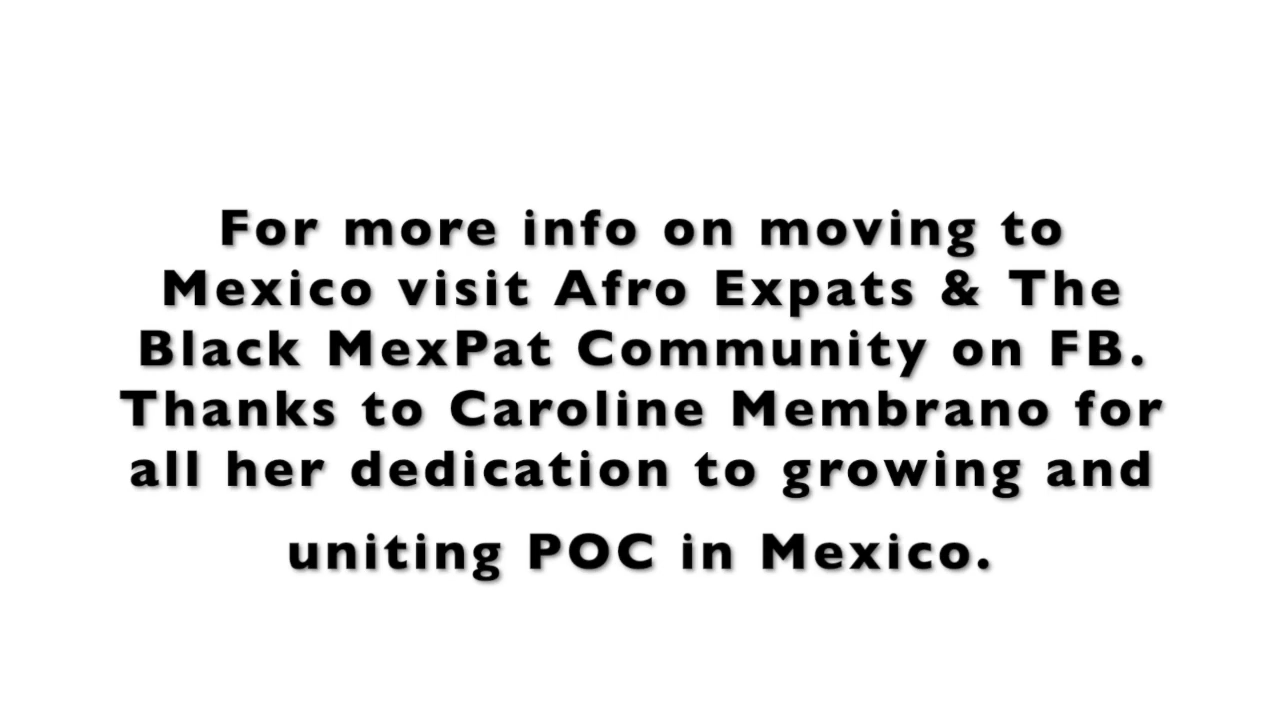 For more info on moving to
Mexico visit Afro Expats & The
Black MexPat Community on FB.
Thanks to Caroline Membrano for
all her dedication to growing and
uniting POC in Mexico.